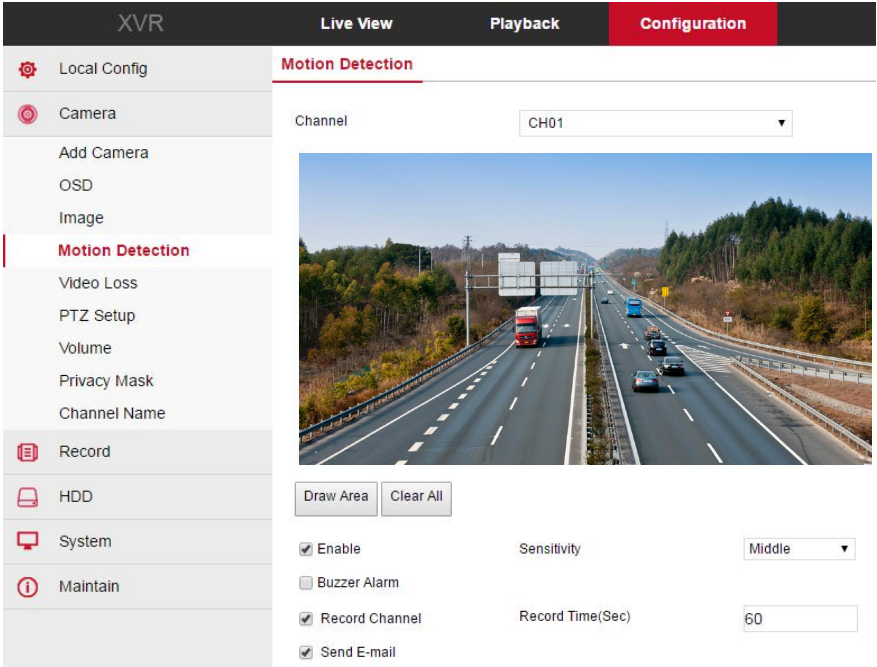 XVR Live View Playback Configuration
Local Config
Camera
Add Camera
OSD
Image
Motion Detection
Video Loss
PTZ Setup
Volume
Privacy Mask
Channel Name
Record
HDD
System
Maintain
Motion Detection
Channel CH01
Draw Area Clear All
Enable Sensitivity Middle
Buzzer Alarm
Record Channel Record Time(Sec) 60
Send E-mail